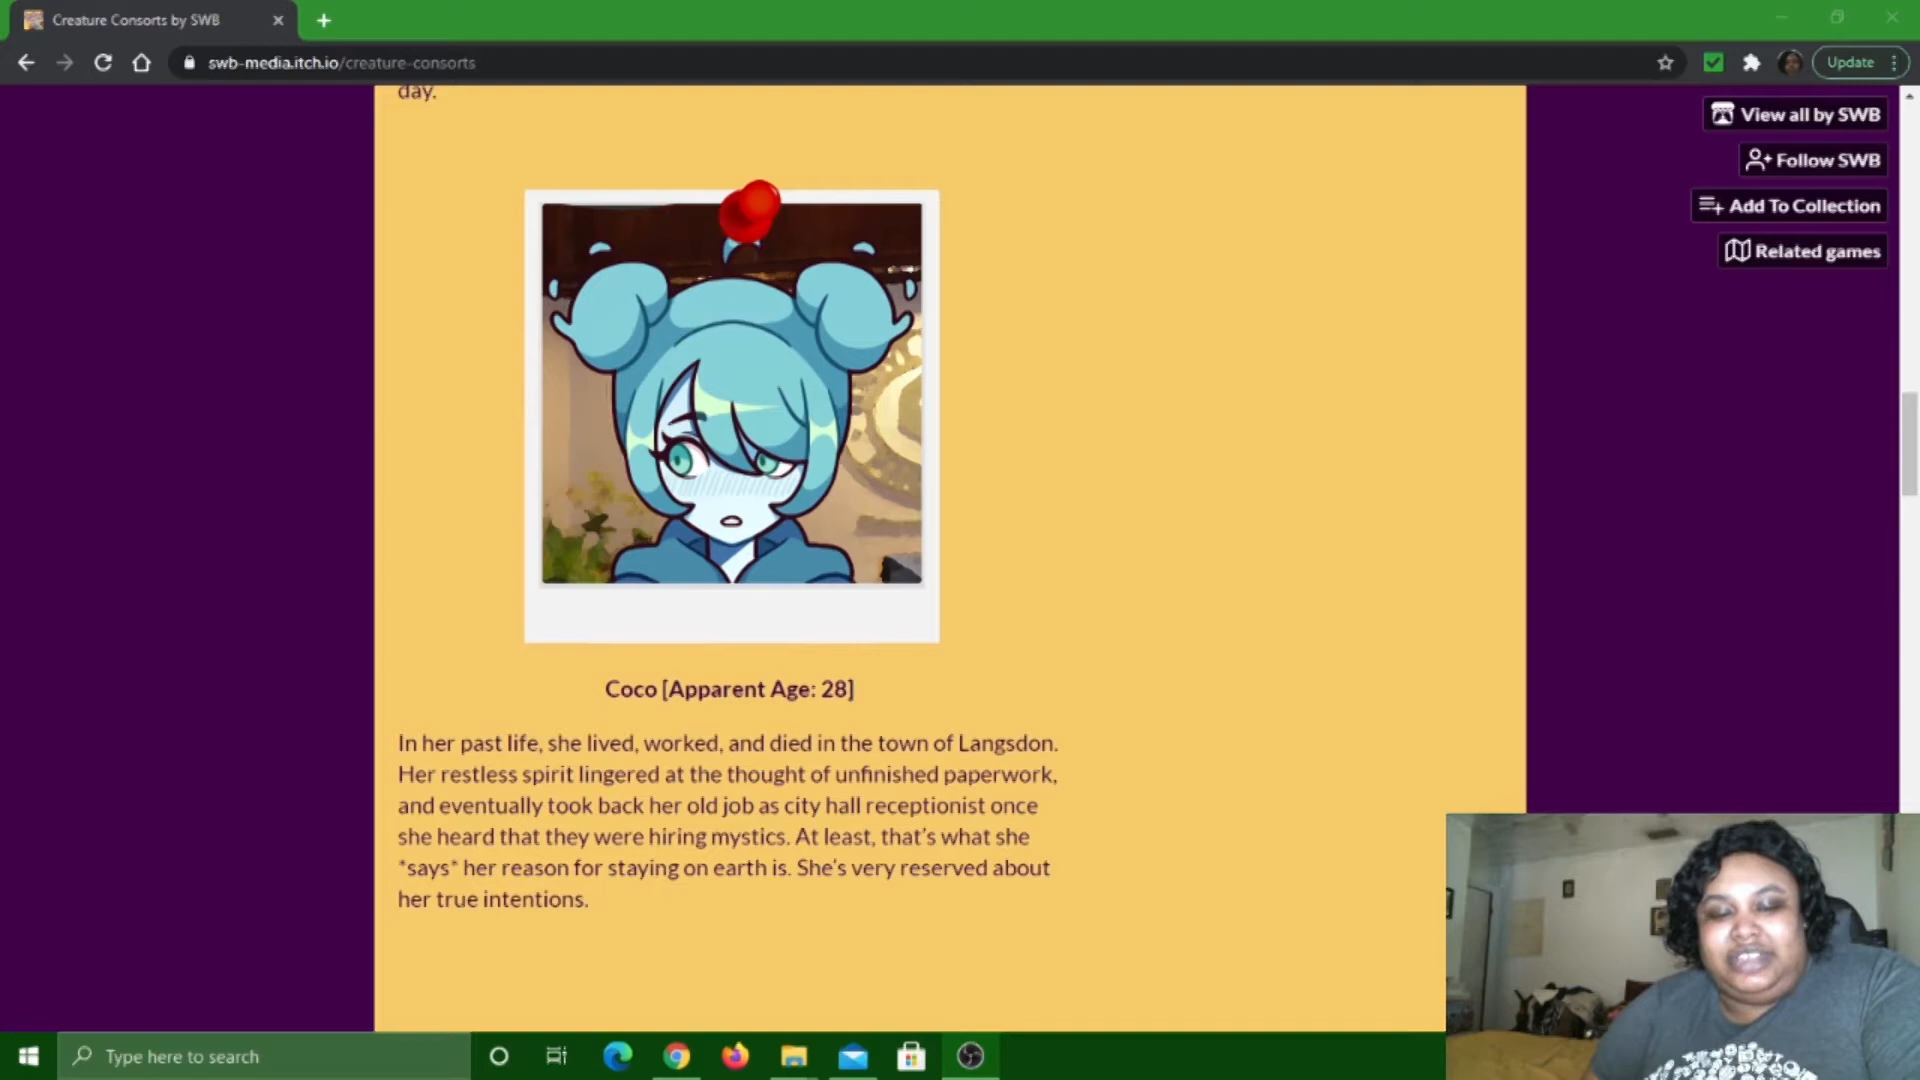 Creature Consorts by SWB
swb-media.itch.io/creature-consorts
Update
day.
View all by SWB
Follow SWB
Add To Collection
Related games
Coco [Apparent Age: 28]
In her past life, she lived, worked, and died in the town of Langsdon.
Her restless spirit lingered at the thought of unfinished paperwork,
and eventually took back her old job as city hall receptionist once
she heard that they were hiring mystics. At least, that's what she
*says* her reason for staying on earth is. She's very reserved about
her true intentions.
Type here to search